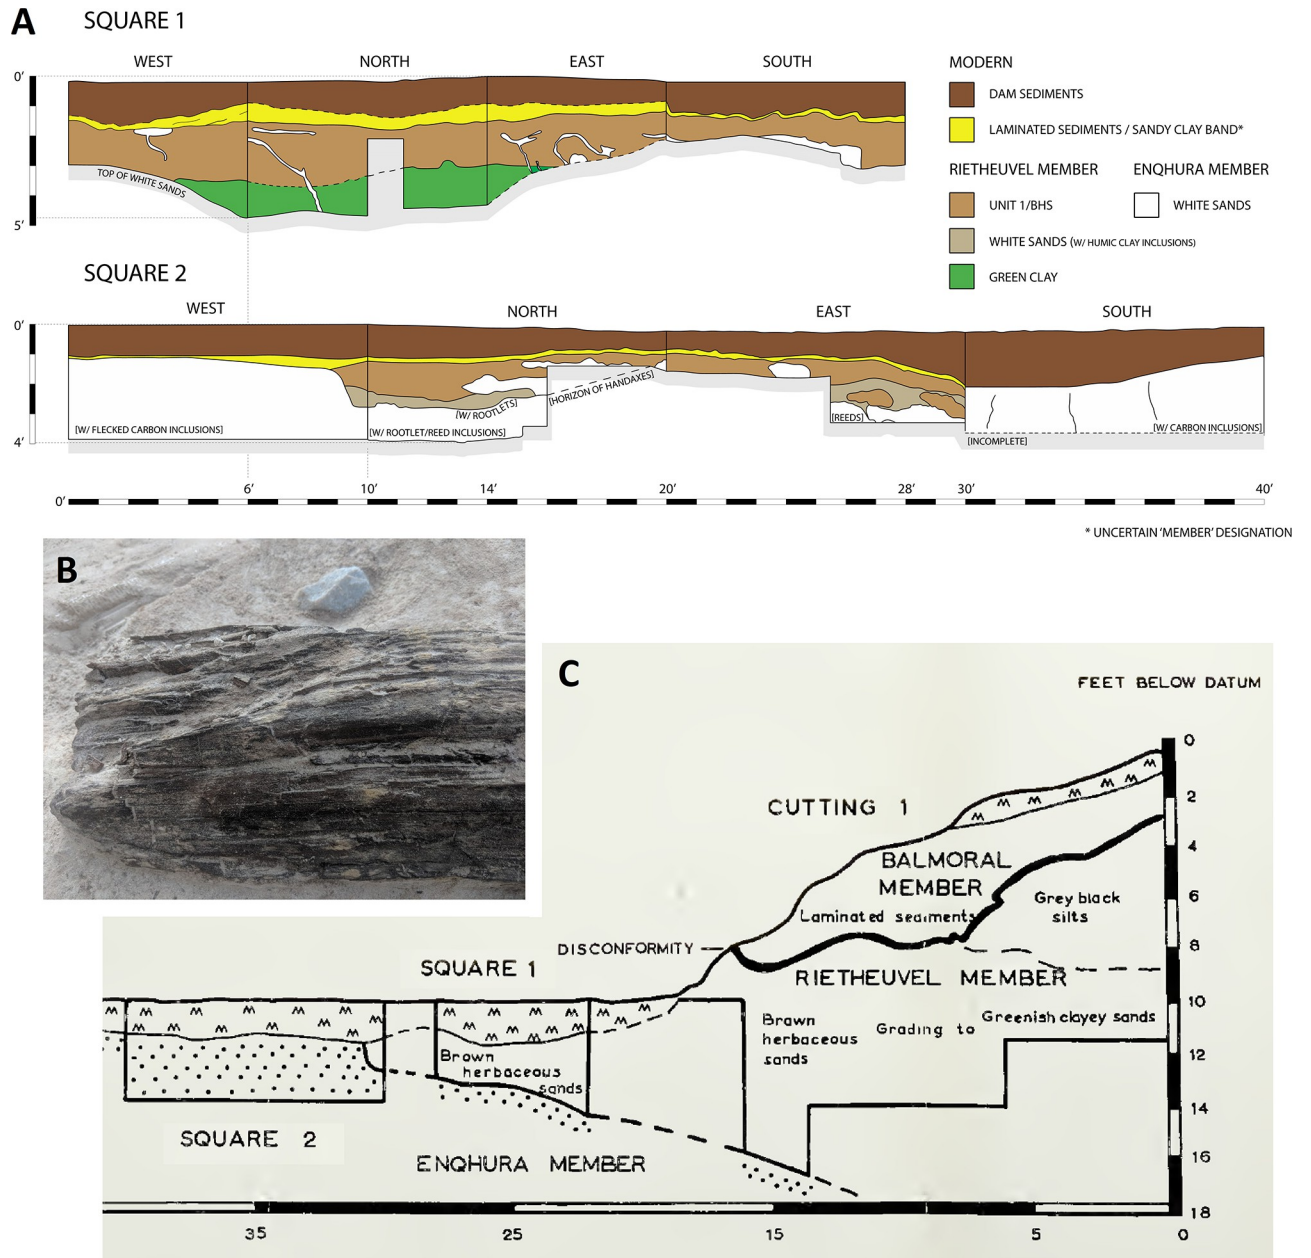 A
SQUARE 1
WEST
NORTH
EAST
SOUTH
0'
5'
TOP OF WHITE SANDS
MODERN
DAM SEDIMENTS
LAMINATED SEDIMENTS / SANDY CLAY BAND*
RIETHEUVEL MEMBER
ENQHURA MEMBER
UNIT 1/BHS
WHITE SANDS
WHITE SANDS (W/ HUMIC CLAY INCLUSIONS)
GREEN CLAY
SQUARE 2
WEST
NORTH
EAST
SOUTH
0'
4'
[W/ FLECKED CARBON INCLUSIONS]
[W/ ROOTLETS]
[W/ ROOTLET/REED INCLUSIONS]
[HORIZON OF HANDAXES]
[REEDS]
[INCOMPLETE]
[W/ CARBON INCLUSIONS]
0' 6' 10' 14' 20' 28' 30' 40'
* UNCERTAIN 'MEMBER' DESIGNATION
B
C
FEET BELOW DATUM
0
2
4
6
8
10
12
14
16
18
CUTTING 1
BALMORAL
MEMBER
Laminated sediments
Grey black
silts
DISCONFORMITY
RIETHEUVEL MEMBER
SQUARE 1
Brown
herbaceous
sands
Grading to
Greenish clayey sands
Brown
herbaceous
sands
SQUARE 2
ENQHURA MEMBER
35 25 15 5 0